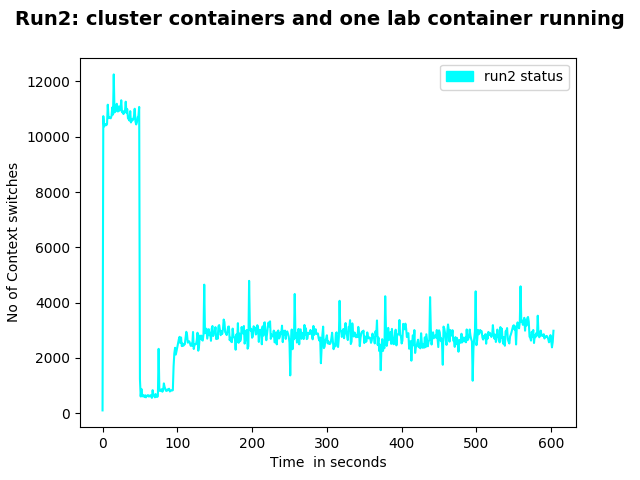 Run2: cluster containers and one lab container running
run2 status
12000
10000
8000
6000
4000
2000
0
No of Context switches
0 100 200 300 400 500 600
Time  in seconds